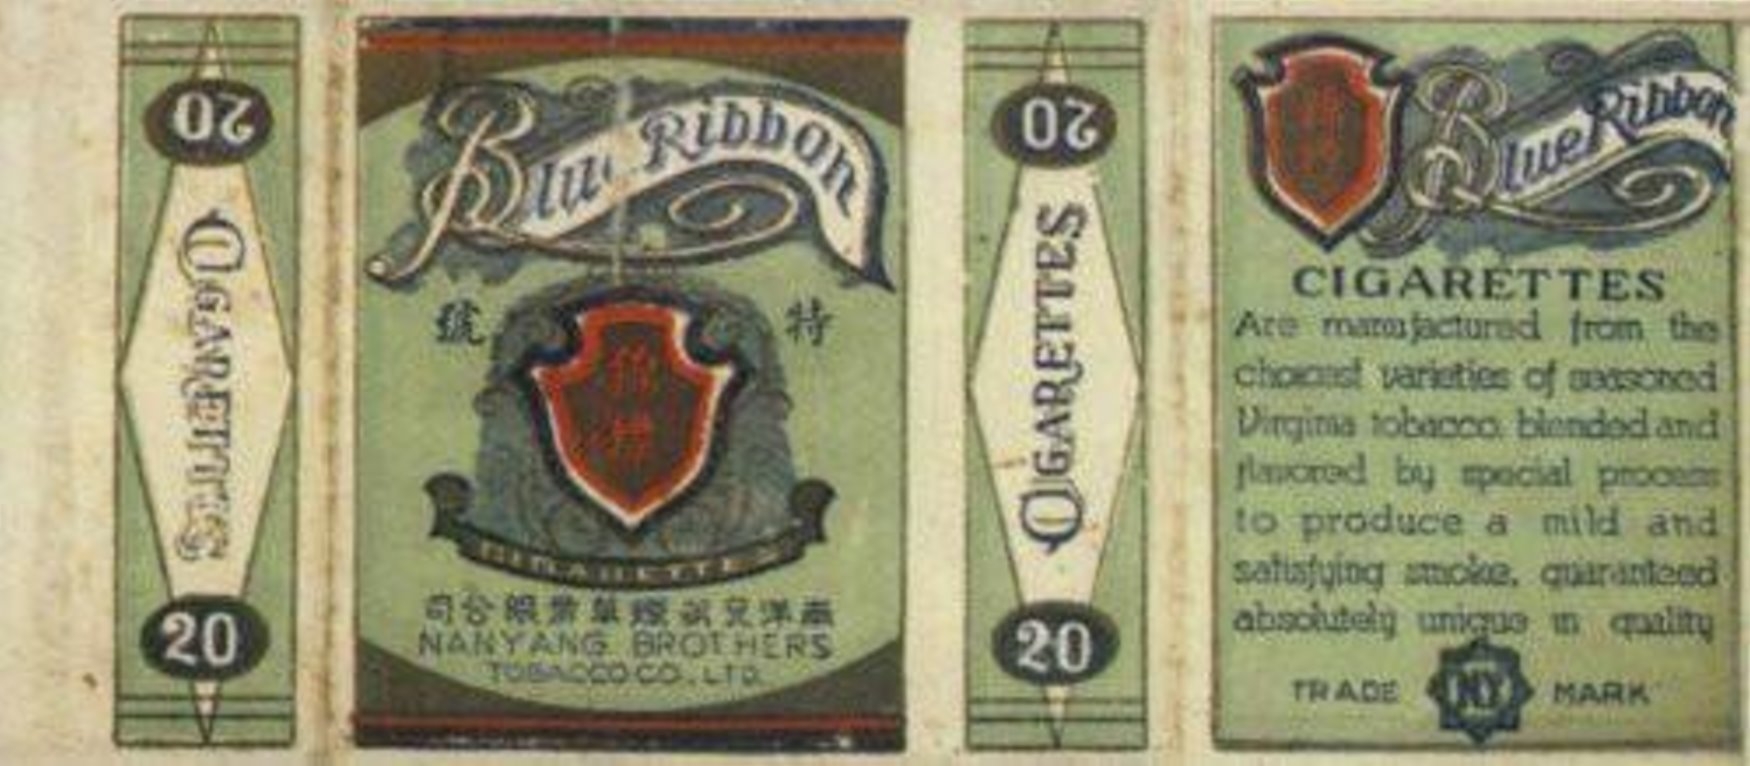 20
CIGARETTES
20
Blue Ribbon
特號
CIGARETTES
南洋兄弟煙草有限公司
NANYANG BROTHERS
TOBACCO CO., LTD.
20
CIGARETTES
20
Blue Ribbon
CIGARETTES
Are manufactured from the
choicest varieties of seasoned
Virginia tobacco, blended and
flavored by special process
to produce a mild and
satisfying smoke, guaranteed
absolutely unique in quality
TRADE NY MARK